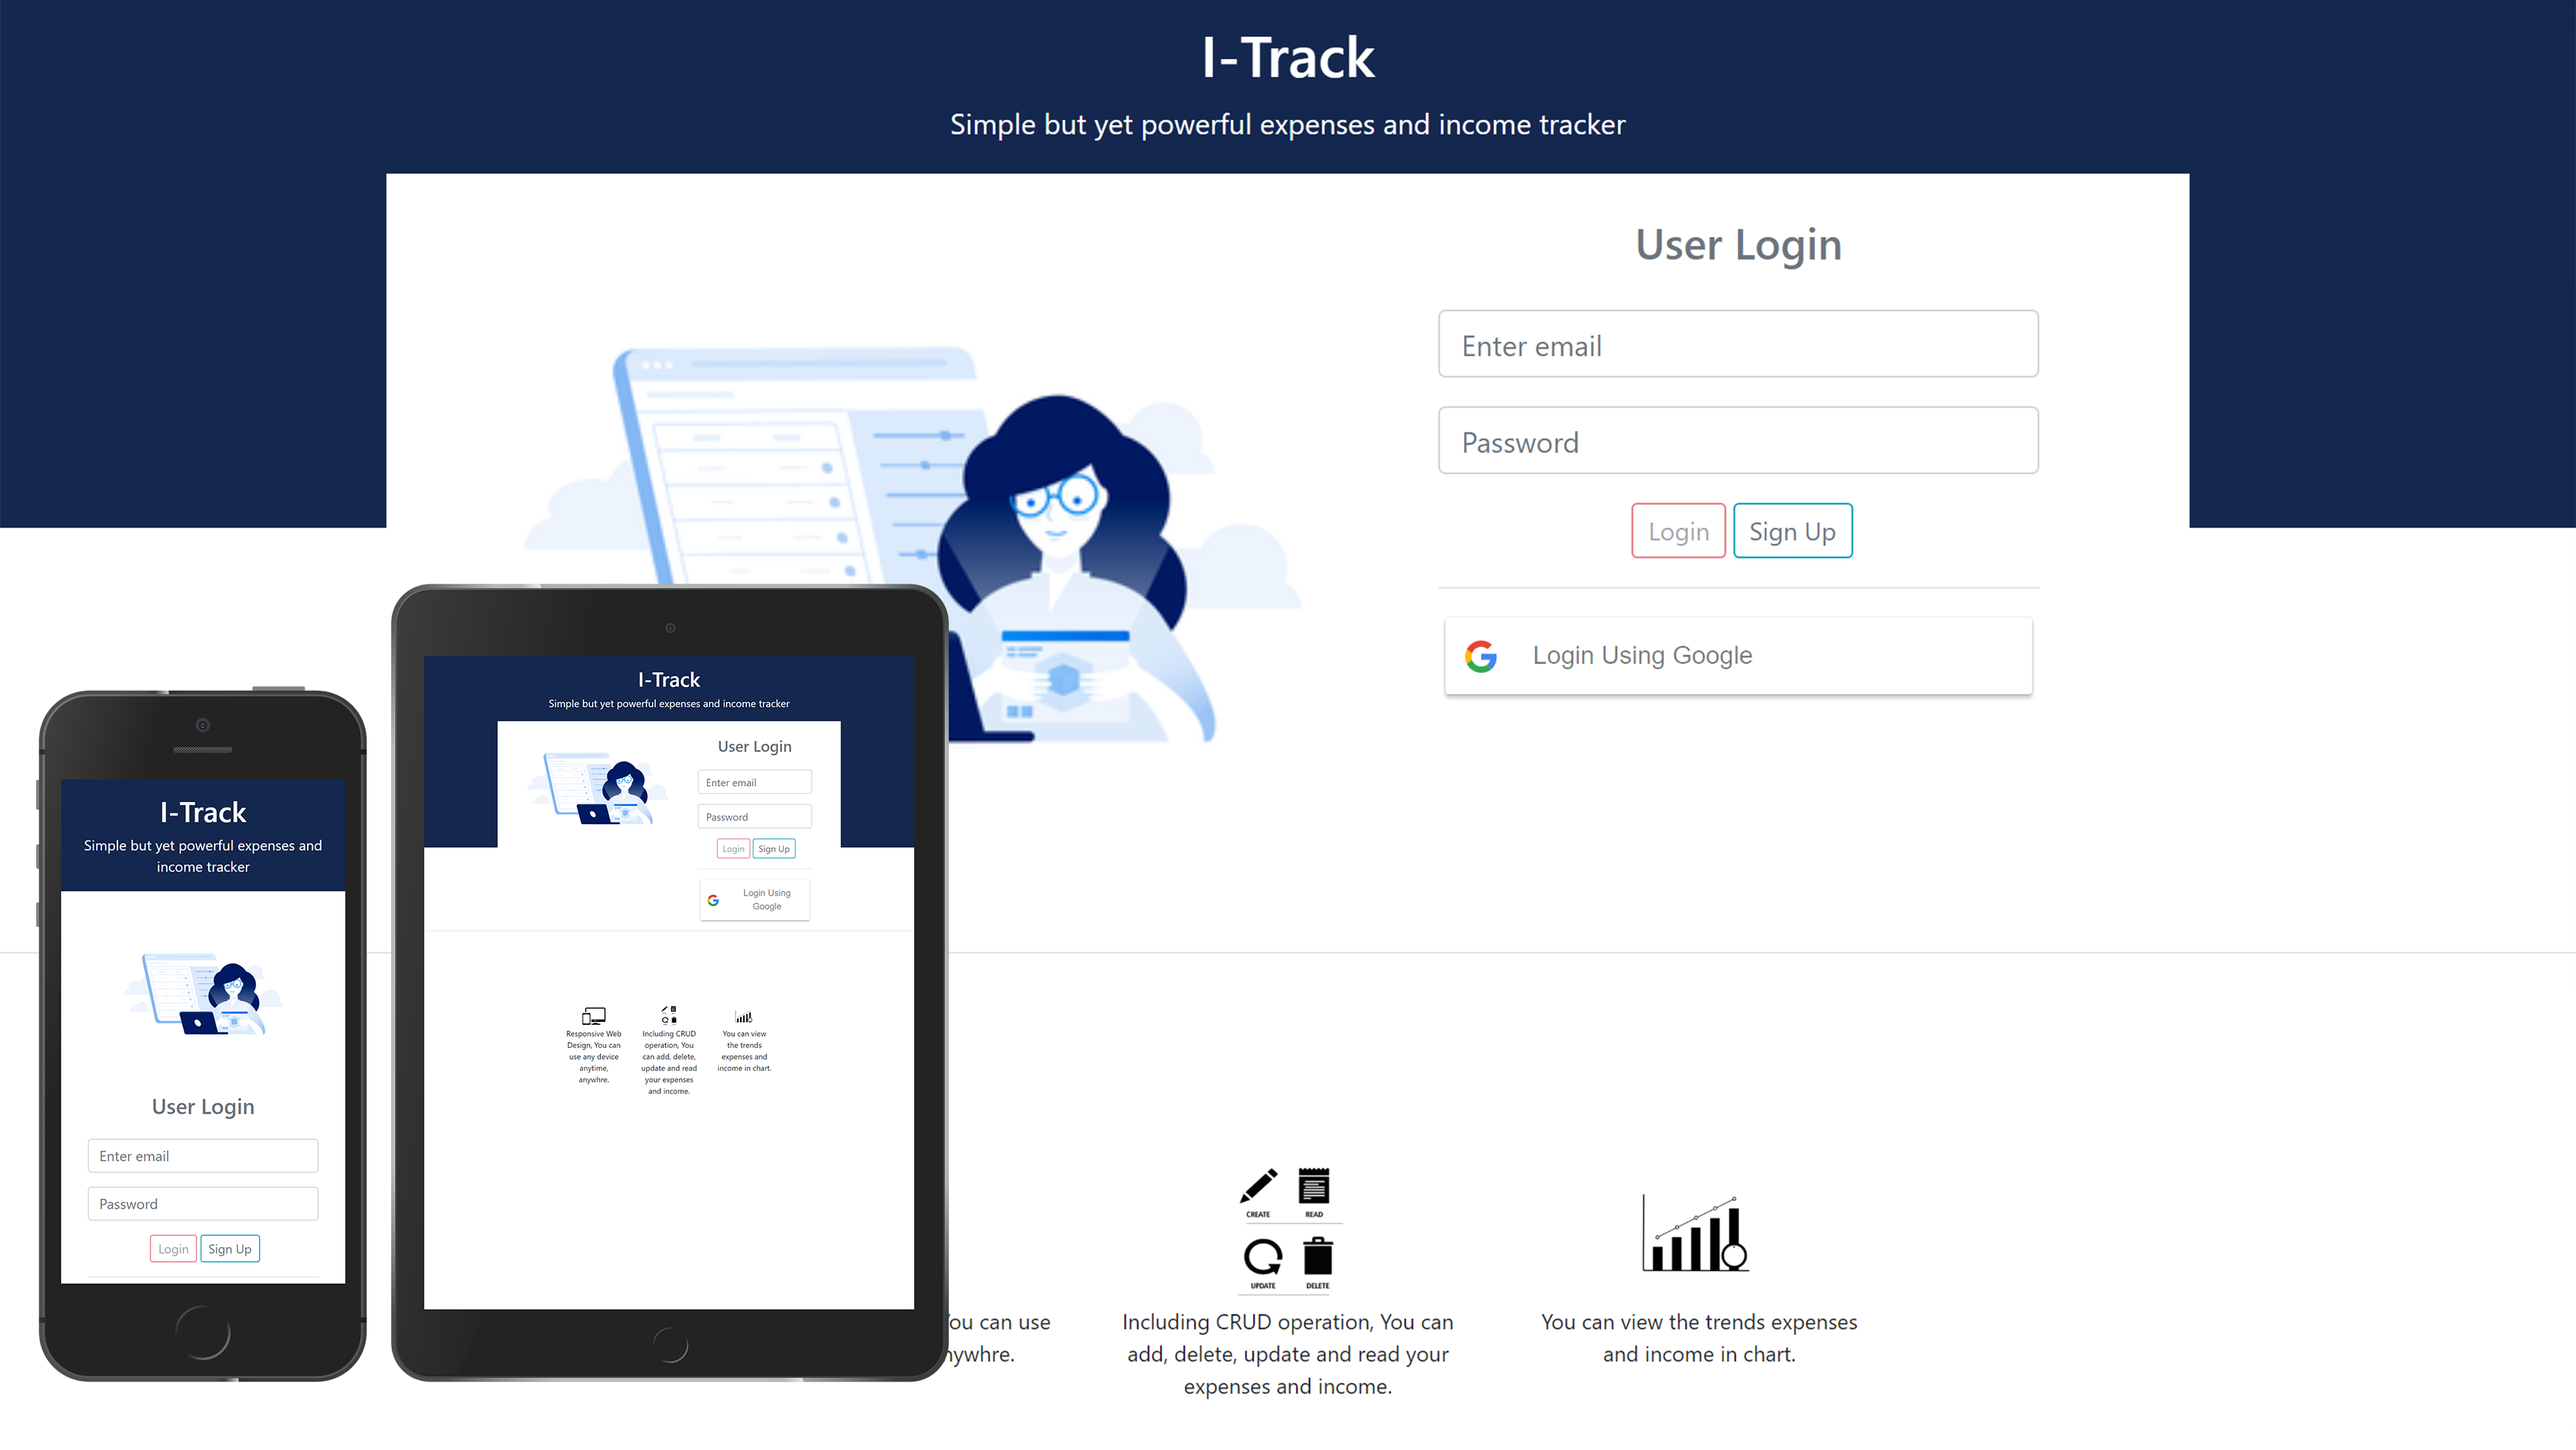 I-Track
Simple but yet powerful expenses and income tracker
User Login
Enter email
Password
Login
Sign Up
Login Using Google
CREATE
READ
UPDATE
DELETE
ou can use
nywhre.
Including CRUD operation, You can
add, delete, update and read your
expenses and income.
You can view the trends expenses
and income in chart.
I-Track
Simple but yet powerful expenses and income tracker
User Login
Enter email
Password
Login
Sign Up
Login Using
Google
Responsive Web
Design, You can
use any device
anytime,
anywhre.
Including CRUD
operation, You
can add, delete,
update and read
your expenses
and income.
You can view
the trends
expenses and
income in chart.
I-Track
Simple but yet powerful expenses and
income tracker
User Login
Enter email
Password
Login
Sign Up